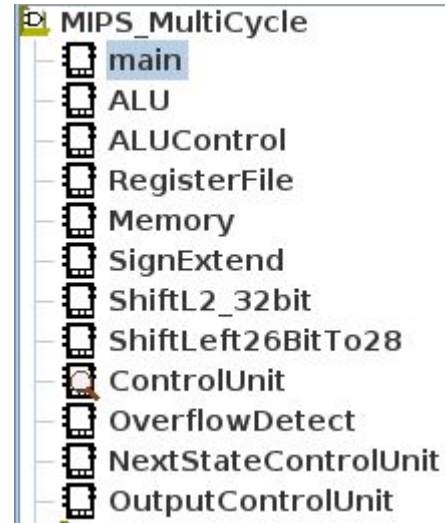 MIPS_MultiCycle
main
ALU
ALUControl
RegisterFile
Memory
SignExtend
ShiftL2_32bit
ShiftLeft26BitTo28
ControlUnit
OverflowDetect
NextStateControlUnit
OutputControlUnit